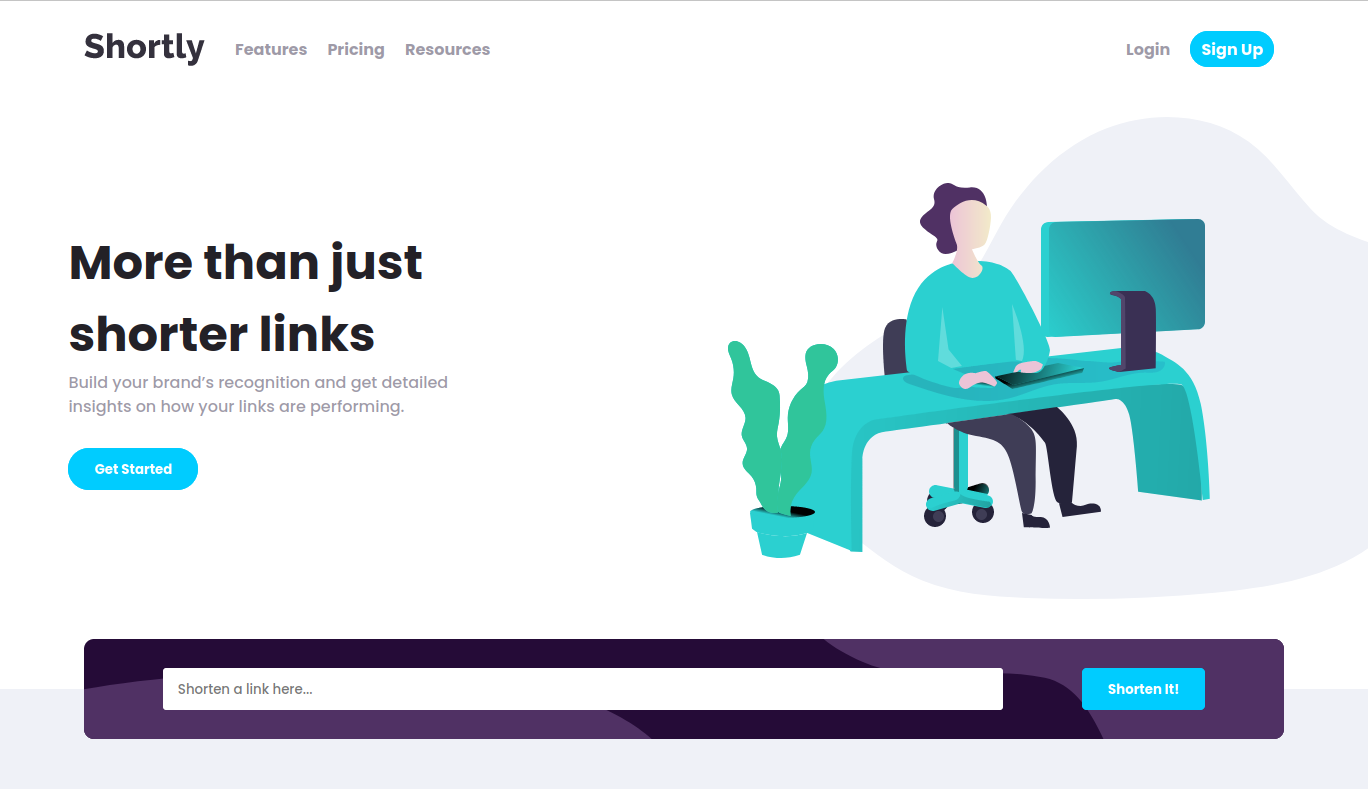 Shortly Features Pricing Resources Login Sign Up
More than just
shorter links
Build your brand’s recognition and get detailed
insights on how your links are performing.
Get Started
Shorten a link here... Shorten It!